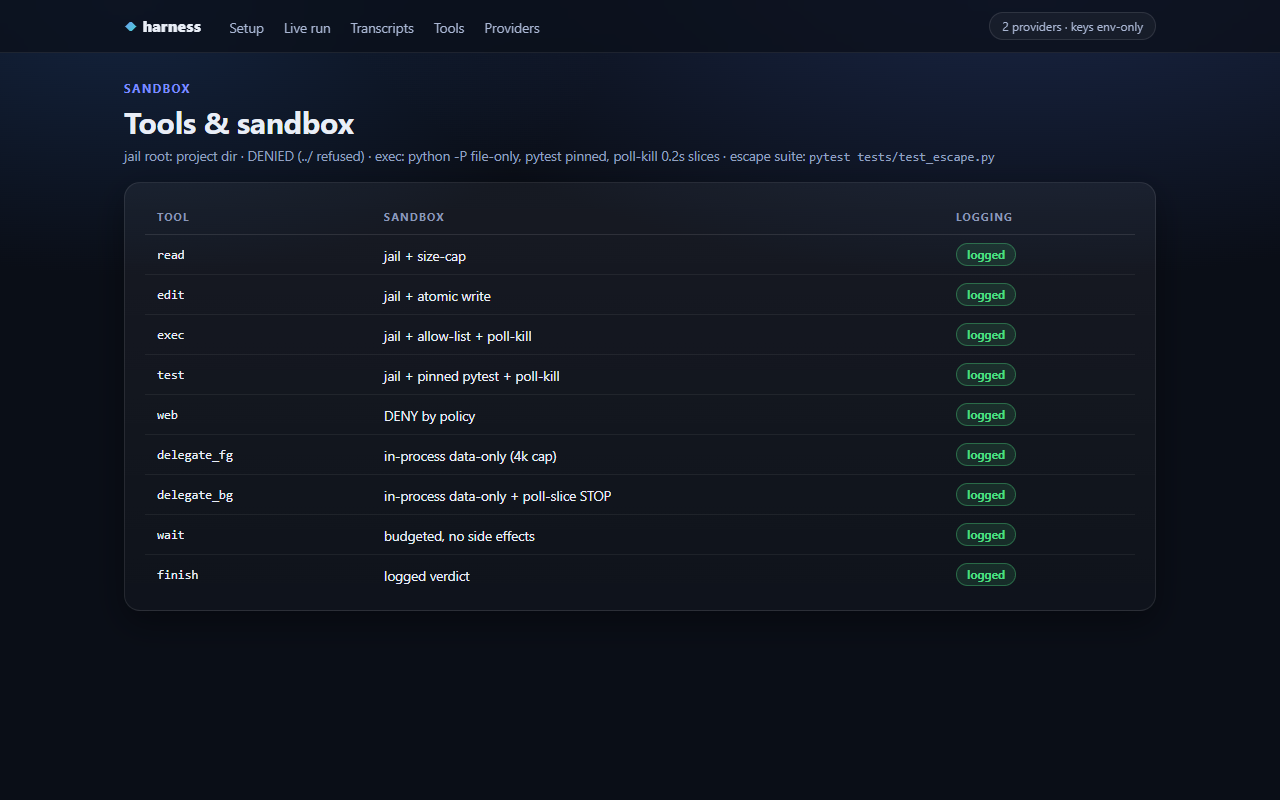 harness Setup Live run Transcripts Tools Providers 2 providers · keys env-only
SANDBOX
Tools & sandbox
jail root: project dir · DENIED (../ refused) · exec: python -P file-only, pytest pinned, poll-kill 0.2s slices · escape suite: pytest tests/test_escape.py
TOOL SANDBOX LOGGING
read jail + size-cap logged
edit jail + atomic write logged
exec jail + allow-list + poll-kill logged
test jail + pinned pytest + poll-kill logged
web DENY by policy logged
delegate_fg in-process data-only (4k cap) logged
delegate_bg in-process data-only + poll-slice STOP logged
wait budgeted, no side effects logged
finish logged verdict logged